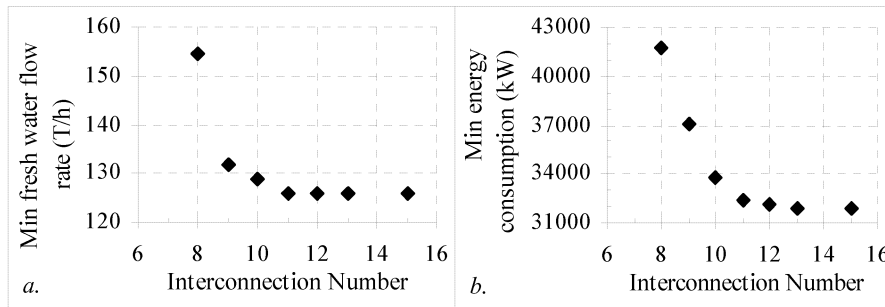 Min fresh water flow
rate (T/h)
160
150
140
130
120
6 8 10 12 14 16
Interconnection Number
a.
Min energy
consumption (kW)
43000
40000
37000
34000
31000
6 8 10 12 14 16
Interconnection Number
b.